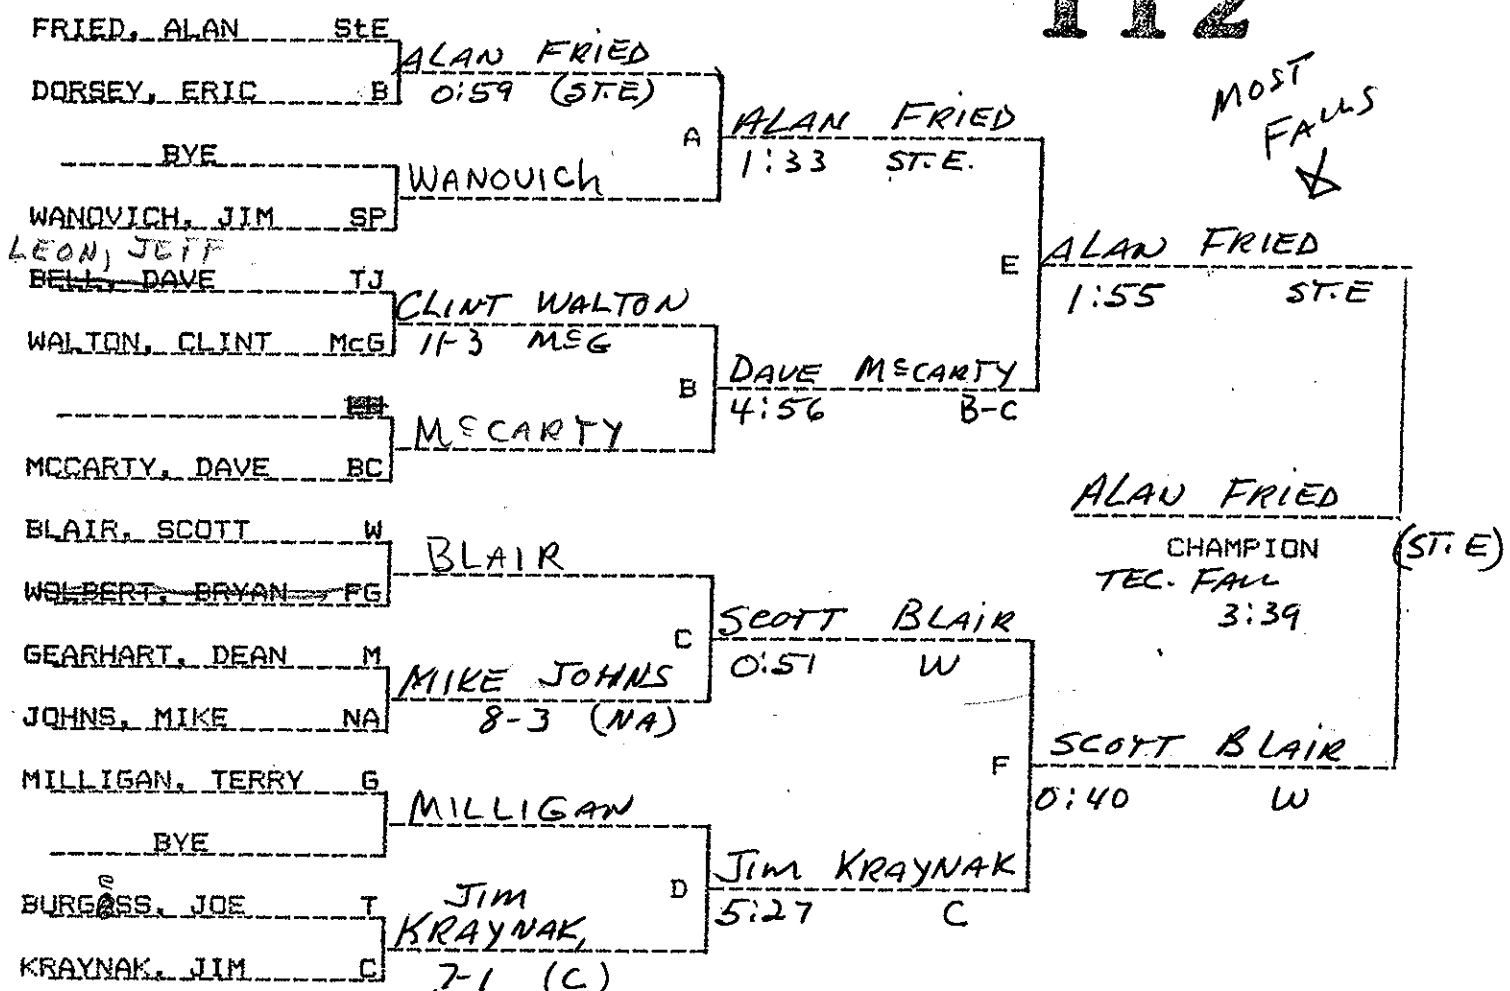 112
FRIED, ALAN StE
ALAN FRIED
DORSEY, ERIC B
0:59 (ST.E)
MOST
FALLS
A
ALAN FRIED
1:33 ST.E.
BYE
WANOVICH
WANOVICH, JIM SP
LEON, JEFF
BELL, DAVE TJ
E
ALAN FRIED
1:55 ST.E
CLINT WALTON
WALTON, CLINT McG
11-3 McG
B
DAVE McCARTY
4:56 B-C
McCARTY
MCCARTY, DAVE BC
ALAN FRIED
CHAMPION (ST. E)
TEC. FALL
3:39
BLAIR, SCOTT W
BLAIR
WOLBERT, BRYAN FG
C
SCOTT BLAIR
0:51 W
GEARHART, DEAN M
MIKE JOHNS
JOHNS, MIKE NA
8-3 (NA)
F
SCOTT BLAIR
0:40 W
MILLIGAN, TERRY G
MILLIGAN
BYE
D
JIM KRAYNAK
5:27 C
BURGESS, JOE T
JIM
KRAYNAK,
KRAYNAK, JIM C
7-1 (C)